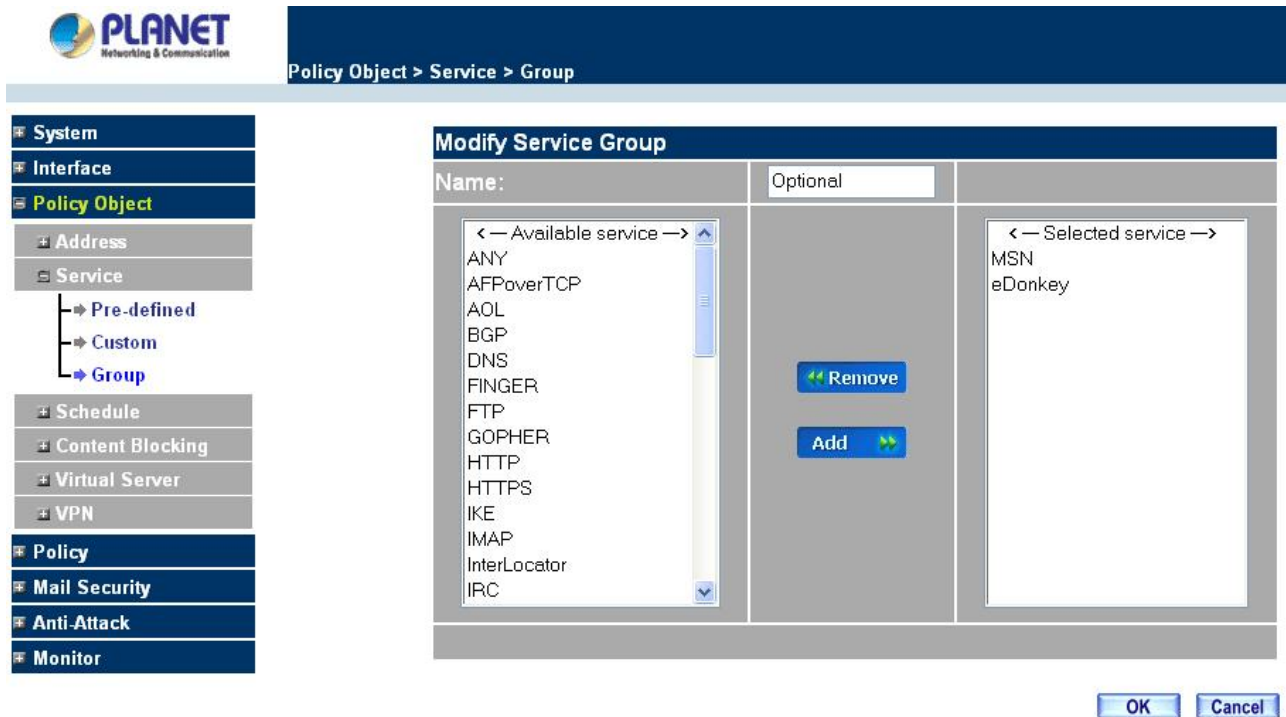 PLANET
Networking & Communication
Policy Object > Service > Group
System
Interface
Policy Object
Address
Service
Pre-defined
Custom
Group
Schedule
Content Blocking
Virtual Server
VPN
Policy
Mail Security
Anti-Attack
Monitor
Modify Service Group
Name:
Optional
<--- Available service --->
ANY
AFPoverTCP
AOL
BGP
DNS
FINGER
FTP
GOPHER
HTTP
HTTPS
IKE
IMAP
InterLocator
IRC
Remove
Add
<--- Selected service --->
MSN
eDonkey
OK
Cancel